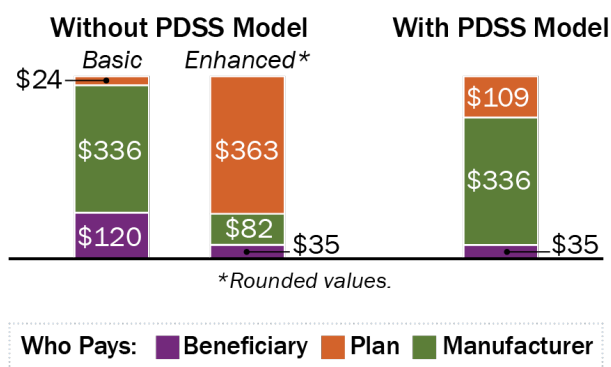 Without PDSS Model
With PDSS Model
Basic
Enhanced*
$24
$336
$120
$363
$82
$35
$109
$336
$35
*Rounded values.
Who Pays: Beneficiary Plan Manufacturer